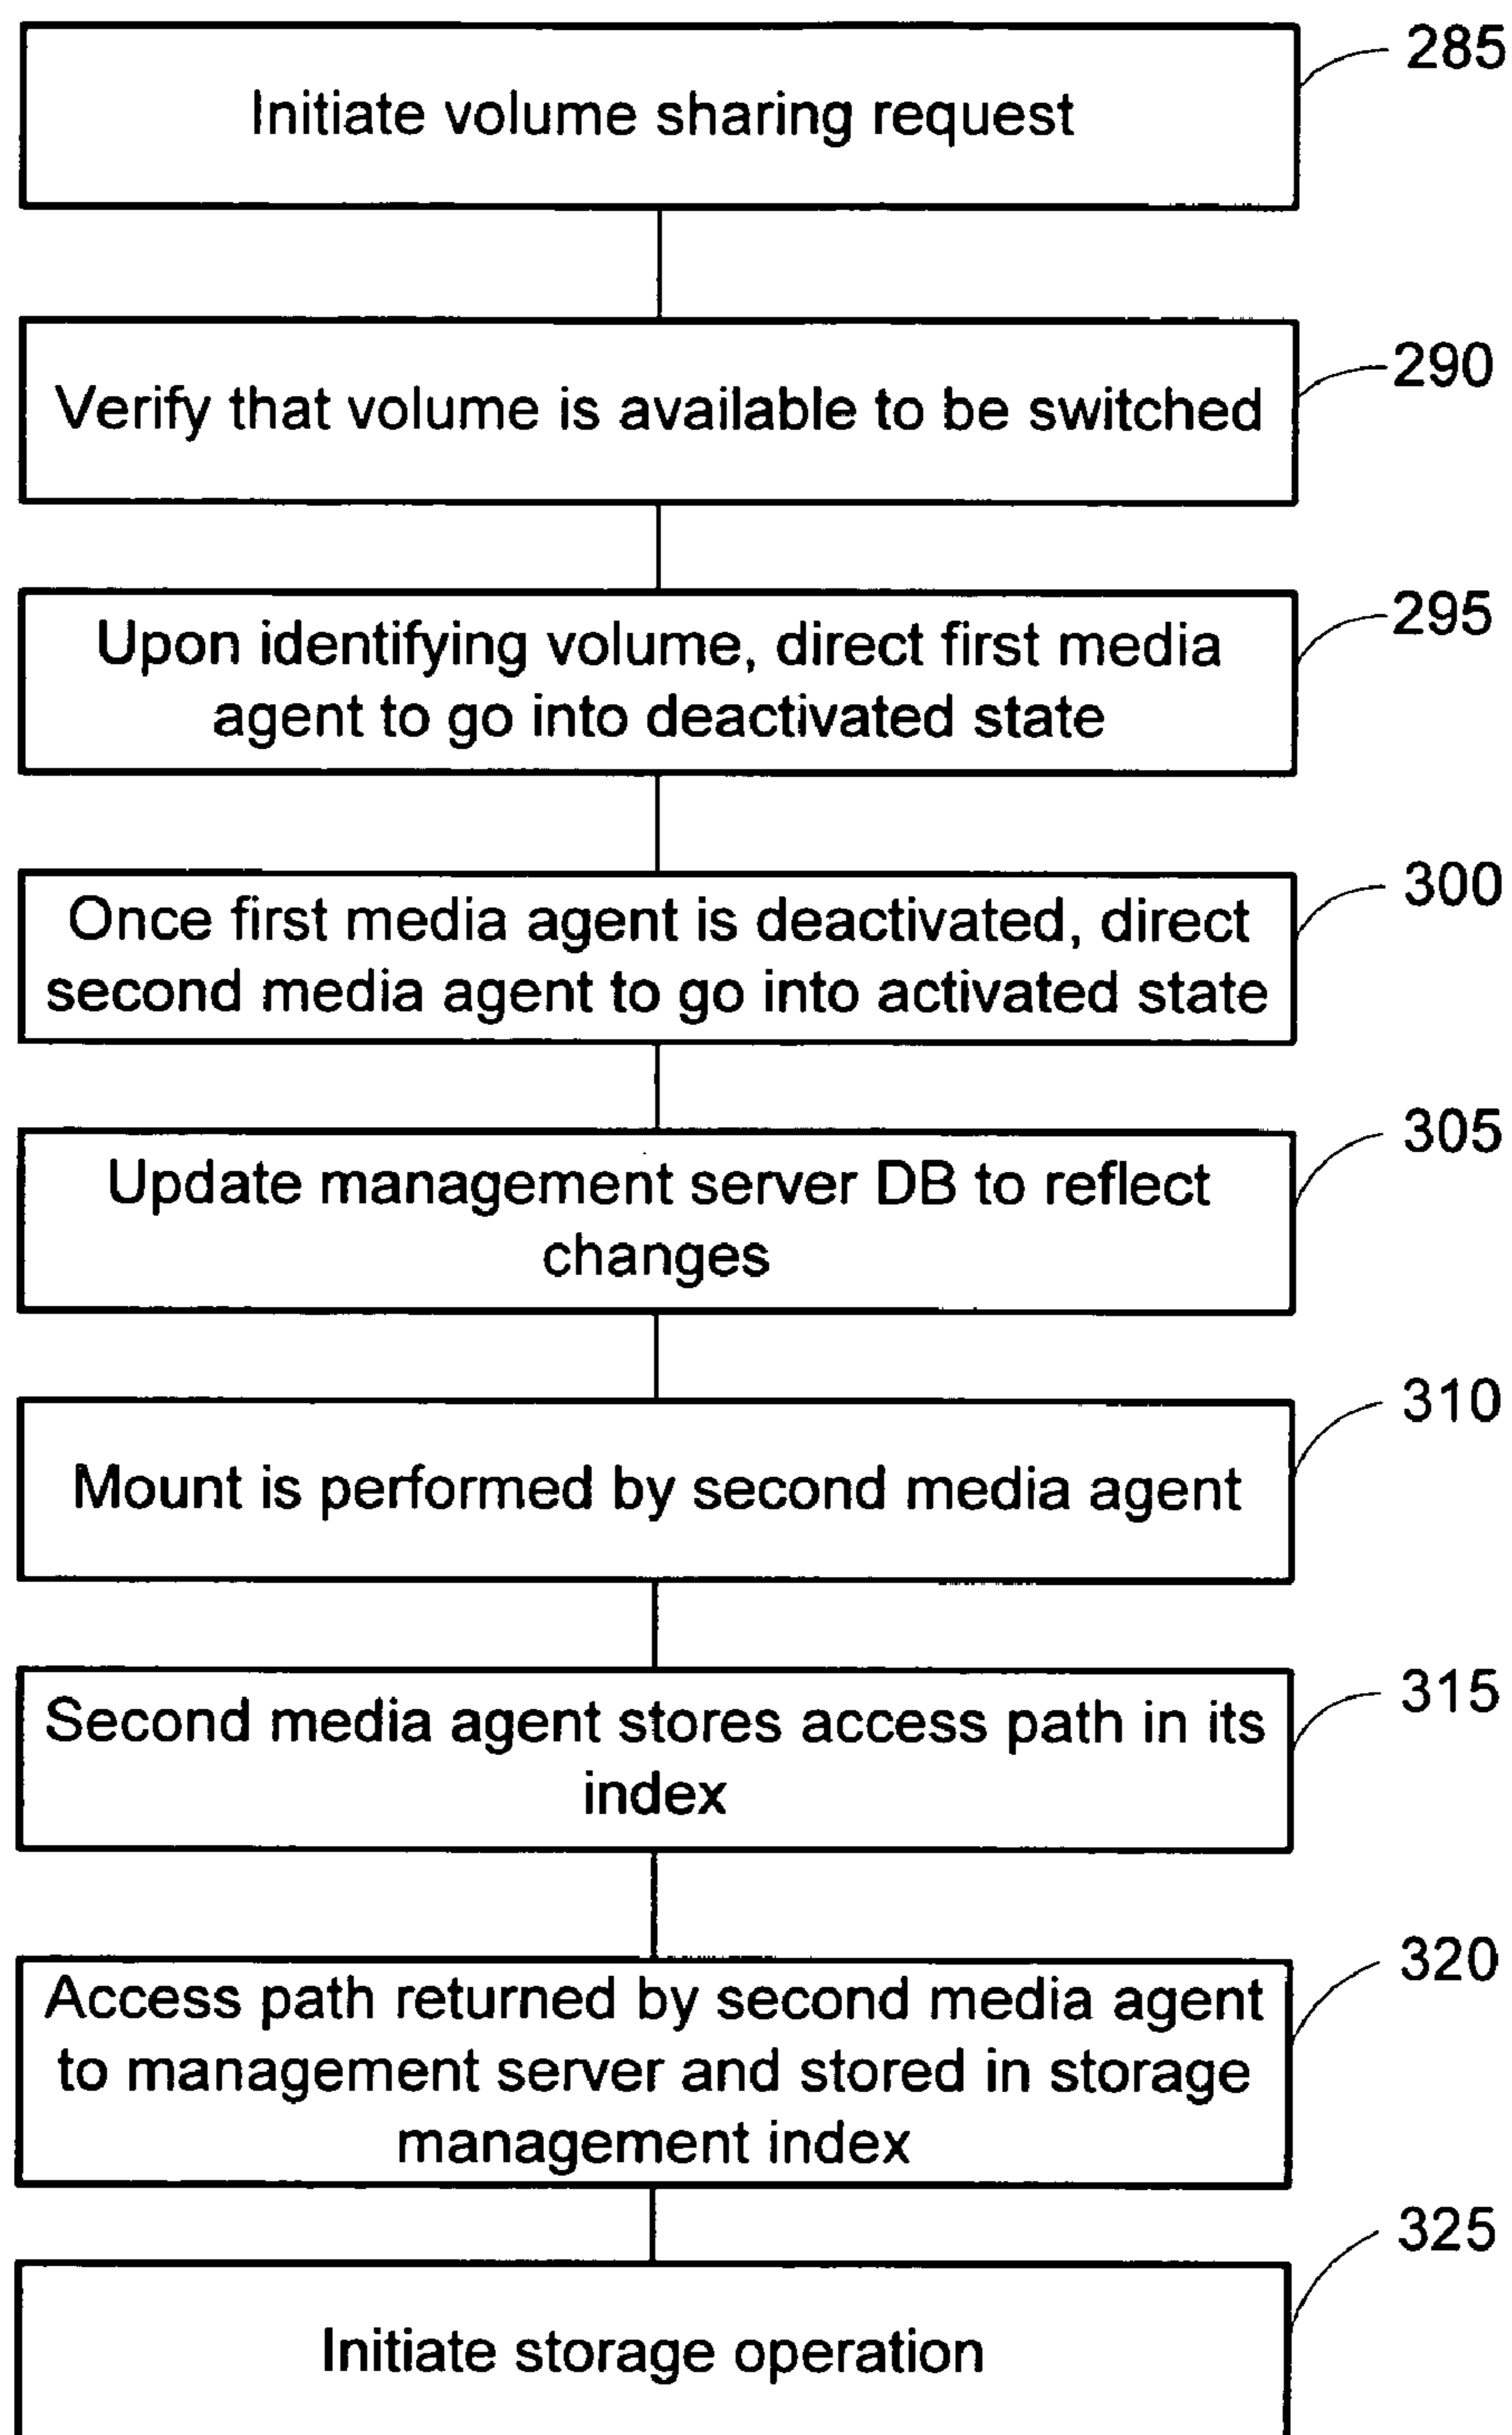 285
Initiate volume sharing request
290
Verify that volume is available to be switched
295
Upon identifying volume, direct first media
agent to go into deactivated state
300
Once first media agent is deactivated, direct
second media agent to go into activated state
305
Update management server DB to reflect
changes
310
Mount is performed by second media agent
315
Second media agent stores access path in its
index
320
Access path returned by second media agent
to management server and stored in storage
management index
325
Initiate storage operation